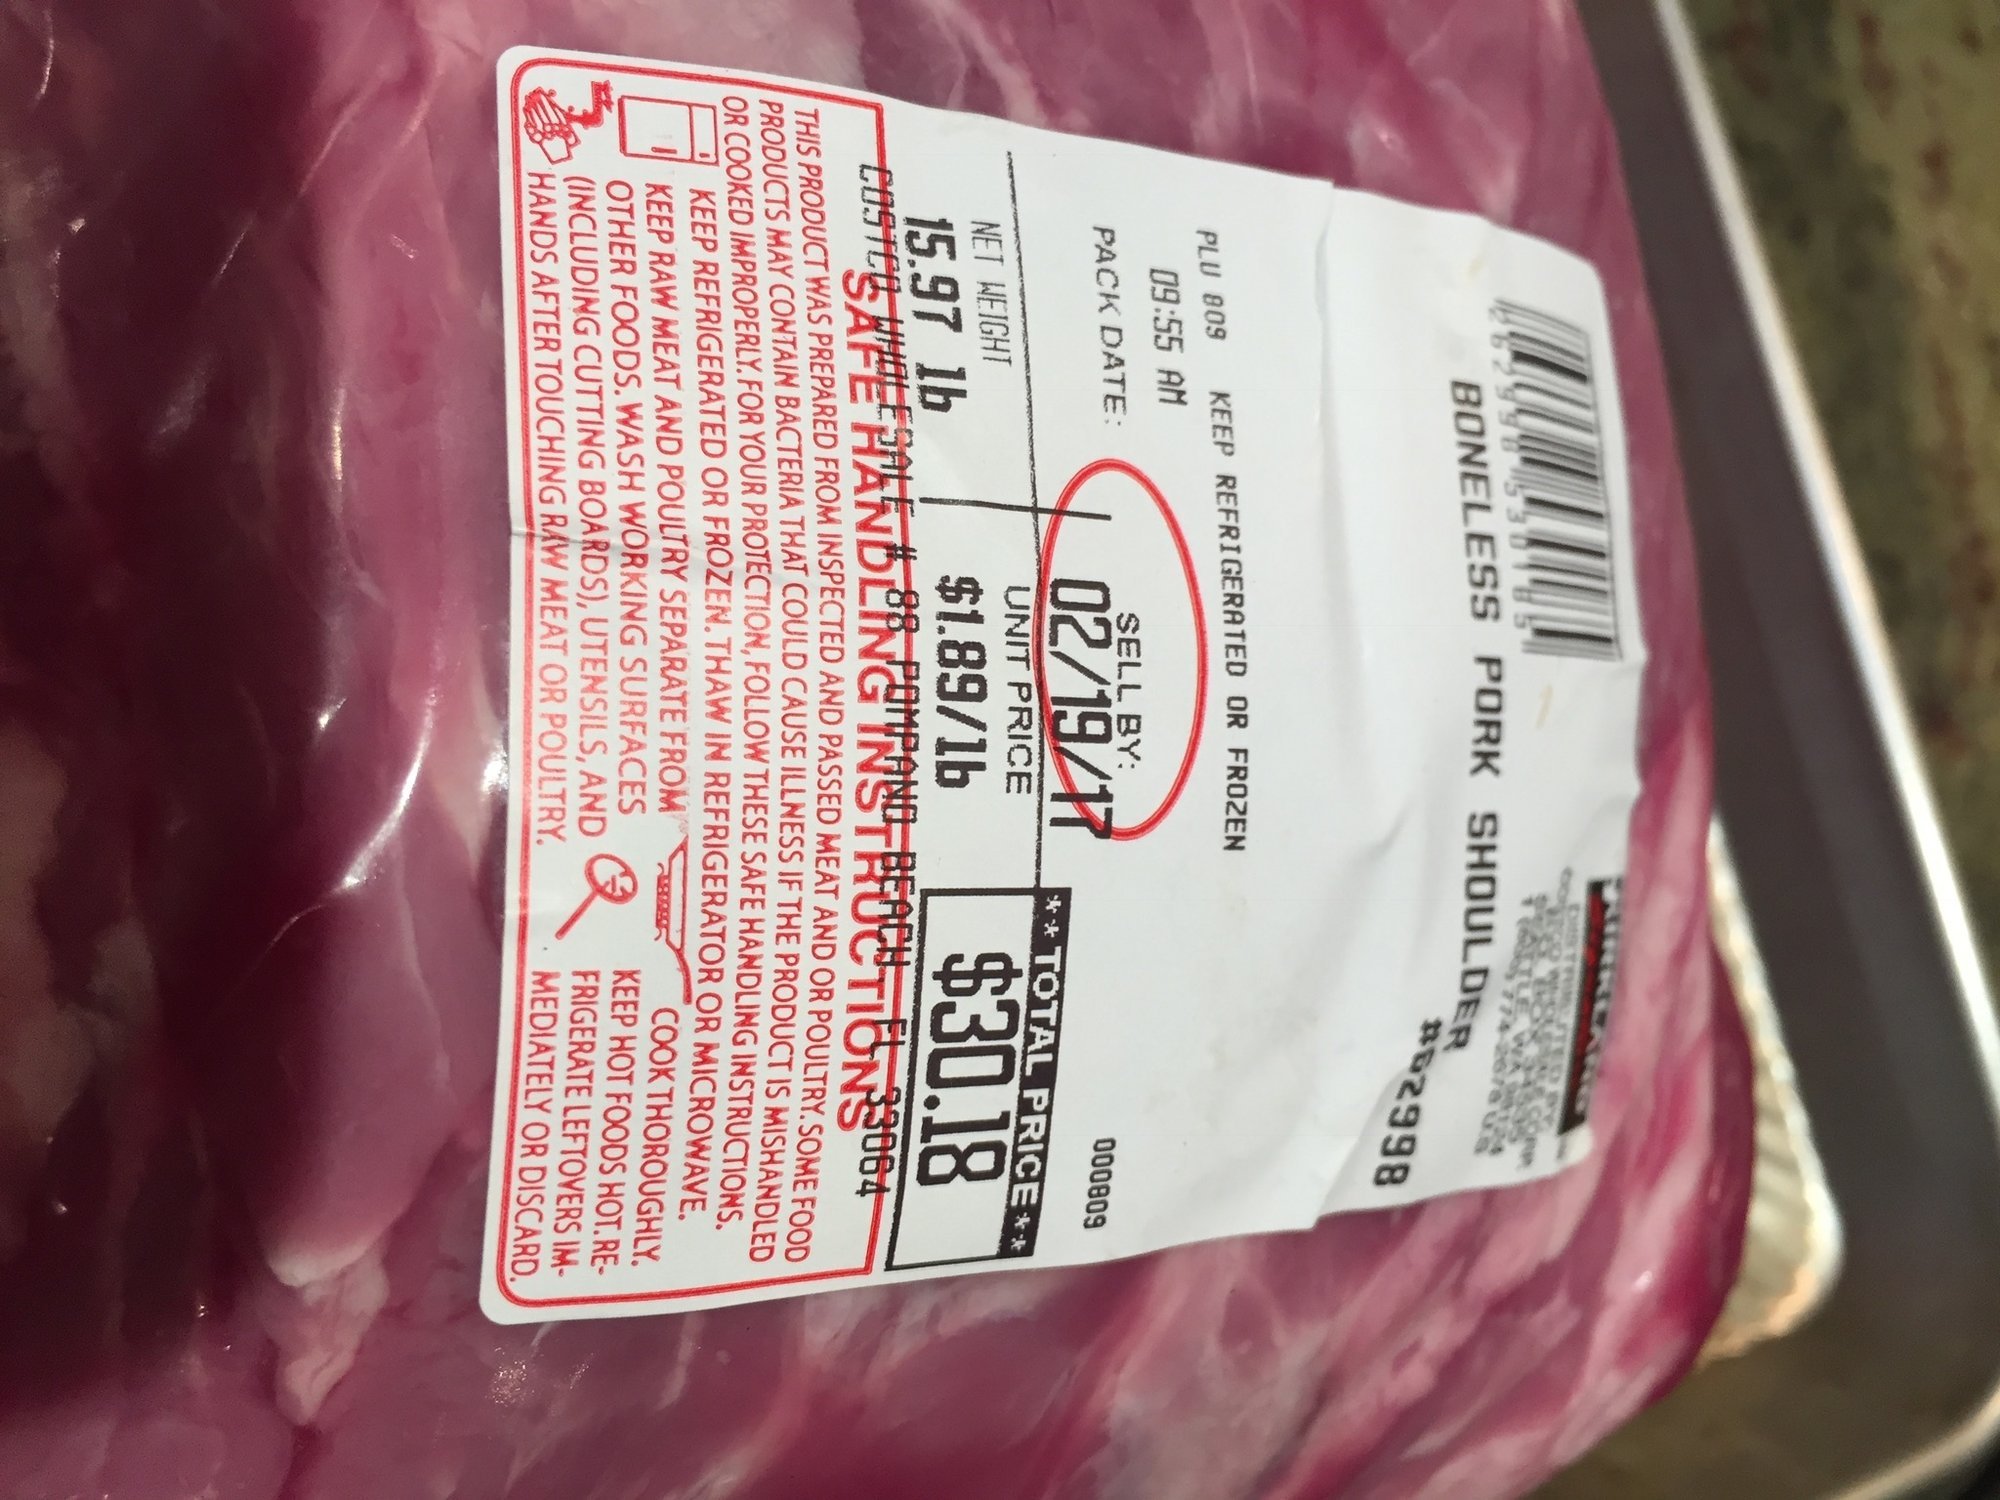 BONELESS PORK SHOULDER
#62998
PLU 809 KEEP REFRIGERATED OR FROZEN
09:55 AM
PACK DATE:
SELL BY:
02/19/17
000809
NET WEIGHT
15.97 lb
UNIT PRICE
$1.89/lb
**TOTAL PRICE**
$30.18
COSTCO WHOLESALE # 88 POMPANO BEACH FL 33064
SAFE HANDLING INSTRUCTIONS
THIS PRODUCT WAS PREPARED FROM INSPECTED AND PASSED MEAT AND/OR POULTRY. SOME FOOD
PRODUCTS MAY CONTAIN BACTERIA THAT COULD CAUSE ILLNESS IF THE PRODUCT IS MISHANDLED
OR COOKED IMPROPERLY. FOR YOUR PROTECTION, FOLLOW THESE SAFE HANDLING INSTRUCTIONS.
KEEP REFRIGERATED OR FROZEN. THAW IN REFRIGERATOR OR MICROWAVE.
KEEP RAW MEAT AND POULTRY SEPARATE FROM
OTHER FOODS. WASH WORKING SURFACES
(INCLUDING CUTTING BOARDS), UTENSILS, AND
HANDS AFTER TOUCHING RAW MEAT OR POULTRY.
COOK THOROUGHLY.
KEEP HOT FOODS HOT. RE-
FRIGERATE LEFTOVERS IM-
MEDIATELY OR DISCARD.